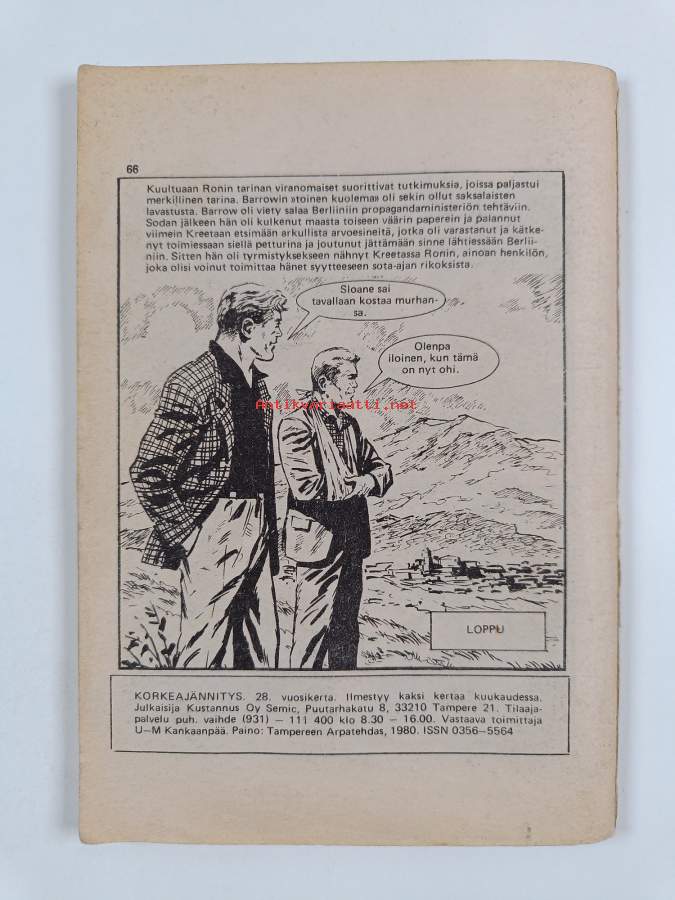 66
Kuultuaan Ronin tarinan viranomaiset suorittivat tutkimuksia, joissa paljastui
merkillinen tarina. Barrowin »toinen kuolema» oli sekin ollut saksalaisten
lavastusta. Barrow oli viety salaa Berliiniin propagandaministeriön tehtäviin.
Sodan jälkeen hän oli kulkenut maasta toiseen väärin paperein ja palannut
viimein Kreetaan etsimään arkullista arvoesineitä, jotka oli varastanut ja kätke-
nyt toimiessaan siellä petturina ja joutunut jättämään sinne lähtiessään Berlii-
niin. Sitten hän oli tyrmistyksekseen nähnyt Kreetassa Ronin, ainoan henkilön,
joka olisi voinut toimittaa hänet syytteeseen sota-ajan rikoksista.
Sloane sai
tavallaan kostaa murhan-
sa.
Olenpa
iloinen, kun tämä
on nyt ohi.
Antikvariaatti.net
LOPPU
KORKEAJÄNNITYS. 28. vuosikerta. Ilmestyy kaksi kertaa kuukaudessa.
Julkaisija Kustannus Oy Semic, Puutarhakatu 8, 33210 Tampere 21. Tilaaja-
palvelu puh. vaihde (931) — 111 400 klo 8.30 — 16.00. Vastaava toimittaja
U—M Kankaanpää. Paino: Tampereen Arpatehdas, 1980. ISSN 0356—5564